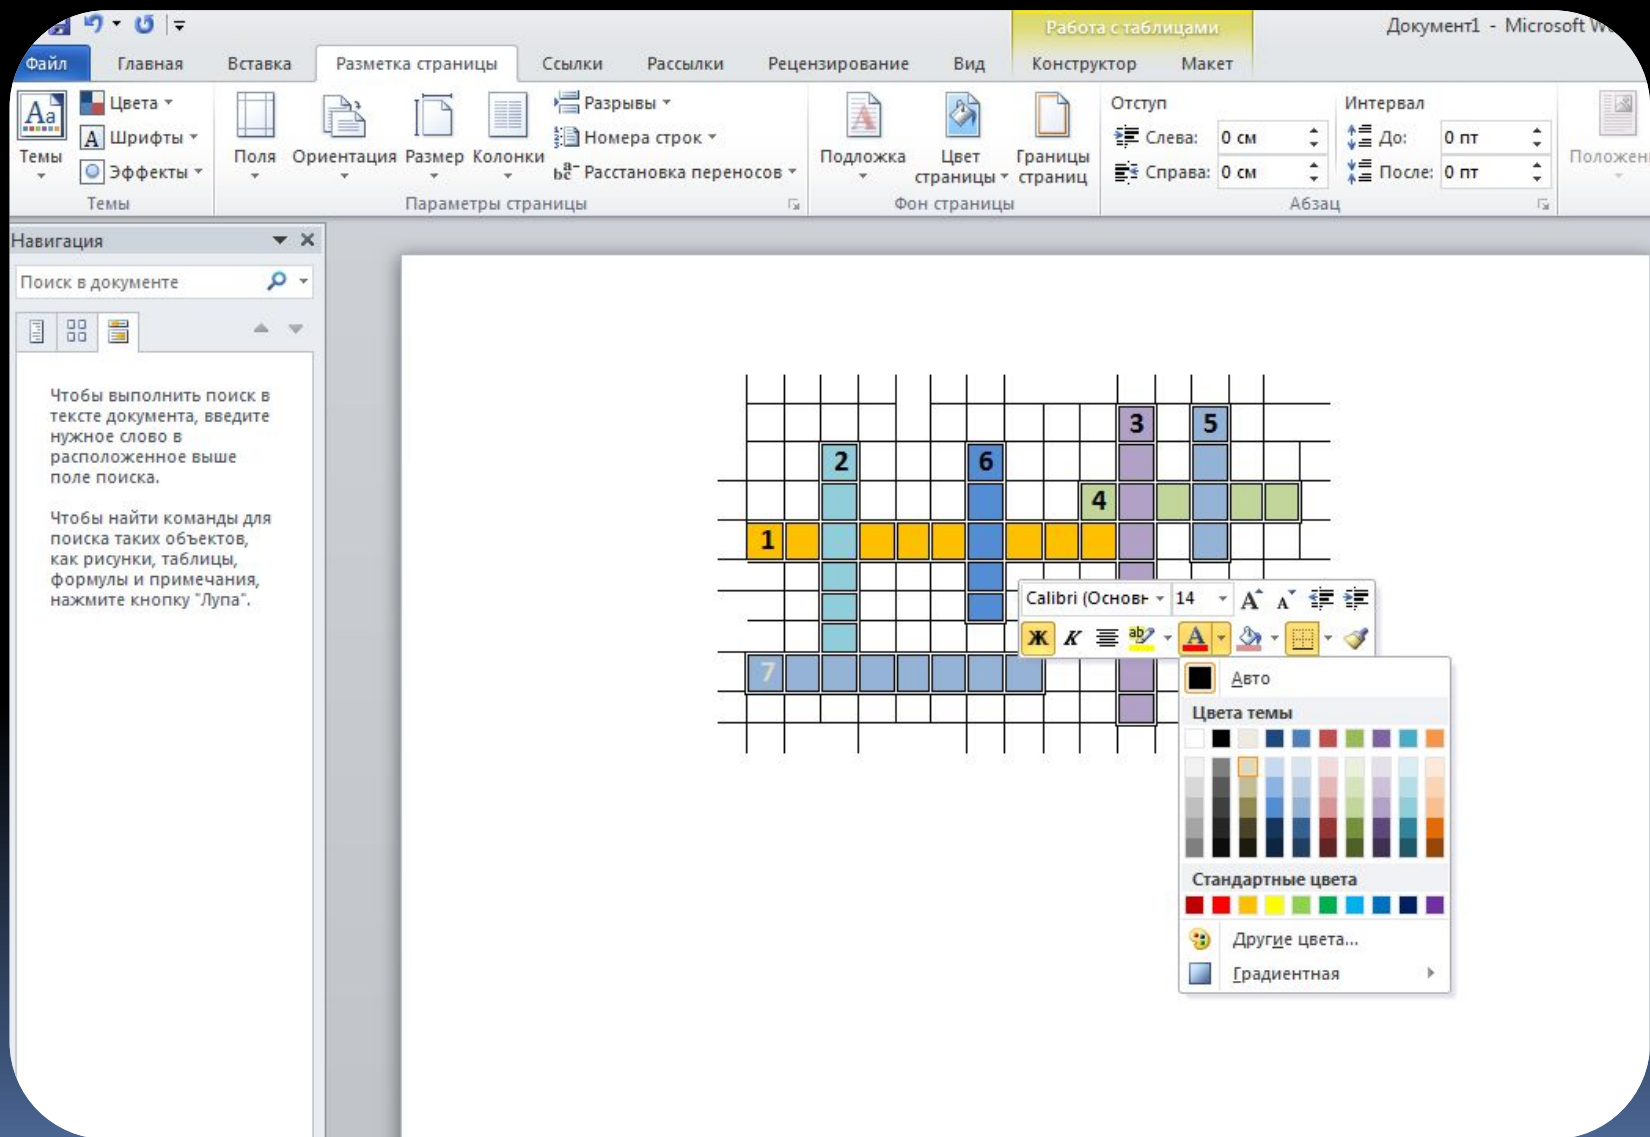 Работа с таблицами
Документ1 - Microsoft
Файл Главная Вставка Разметка страницы Ссылки Рассылки Рецензирование Вид Конструктор Макет
Aa Цвета Разрывы Отступ Интервал
A Шрифты Номера строк Слева: 0 см До: 0 пт
Темы Эффекты Поля Ориентация Размер Колонки Расстановка переносов Подложка Цвет страницы Границы страниц Справа: 0 см После: 0 пт
Темы Параметры страницы Фон страницы Абзац
Навигация
Поиск в документе
Чтобы выполнить поиск в
тексте документа, введите
нужное слово в
расположенное выше
поле поиска.
Чтобы найти команды для
поиска таких объектов,
как рисунки, таблицы,
формулы и примечания,
нажмите кнопку "Лупа".
3 5
2 6
4
1
7
Calibri (Основн 14 A A
Ж К ab A
Авто
Цвета темы
Стандартные цвета
Другие цвета...
Градиентная